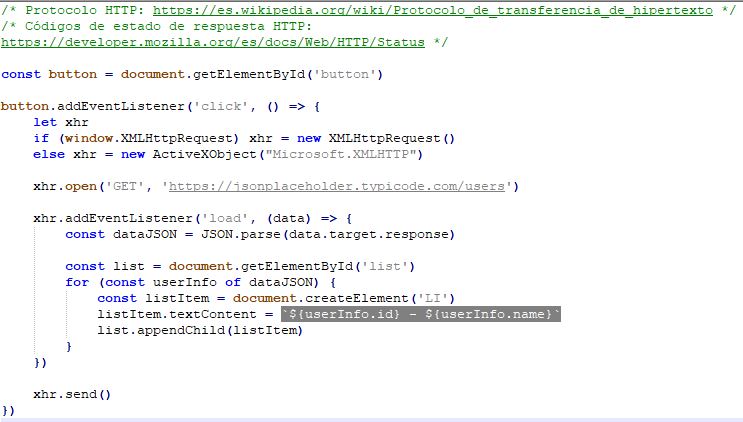 /* Protocolo HTTP: https://es.wikipedia.org/wiki/Protocolo_de_transferencia_de_hipertexto */
/* Códigos de estado de respuesta HTTP:
https://developer.mozilla.org/es/docs/Web/HTTP/Status */

const button = document.getElementById('button')

button.addEventListener('click', () => {
    let xhr
    if (window.XMLHttpRequest) xhr = new XMLHttpRequest()
    else xhr = new ActiveXObject("Microsoft.XMLHTTP")

    xhr.open('GET', 'https://jsonplaceholder.typicode.com/users')

    xhr.addEventListener('load', (data) => {
        const dataJSON = JSON.parse(data.target.response)

        const list = document.getElementById('list')
        for (const userInfo of dataJSON) {
            const listItem = document.createElement('LI')
            listItem.textContent = `${userInfo.id} - ${userInfo.name}`
            list.appendChild(listItem)
        }
    })

    xhr.send()
})